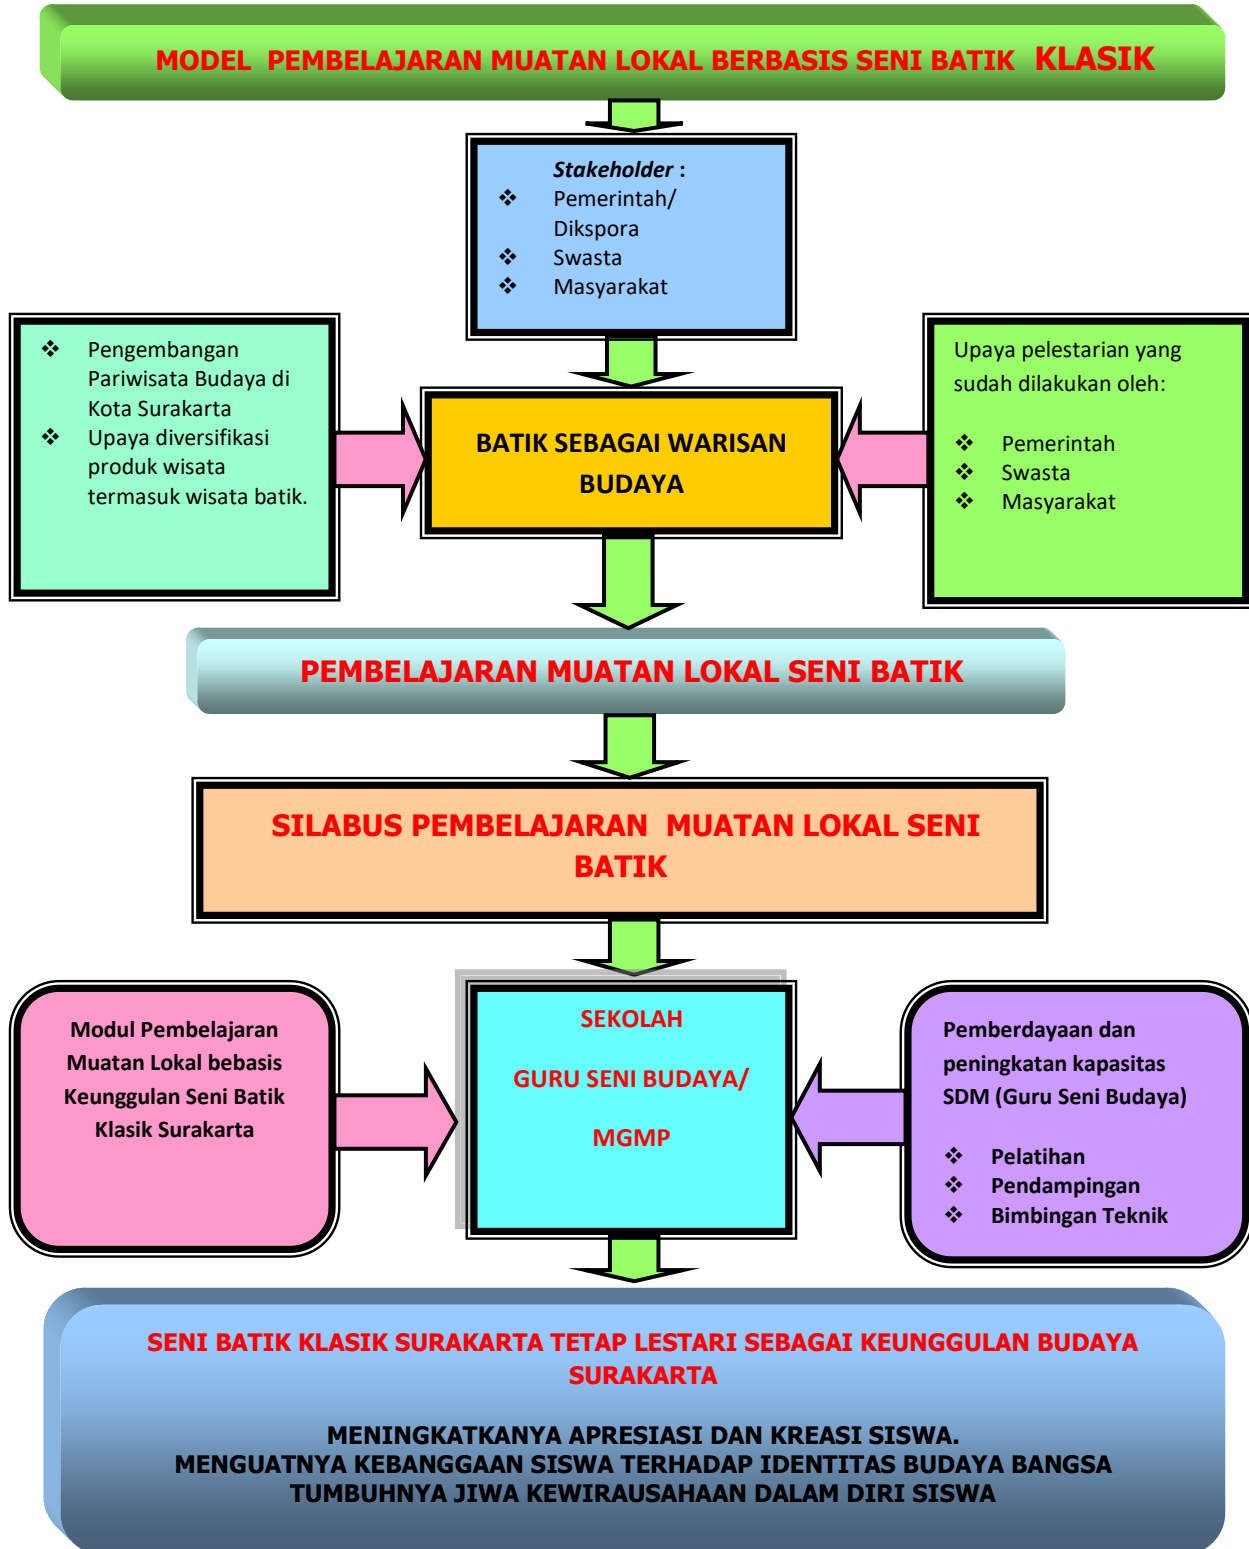 MODEL PEMBELAJARAN MUATAN LOKAL BERBASIS SENI BATIK KLASIK
Stakeholder :
❖ Pemerintah/
Dikspora
❖ Swasta
❖ Masyarakat
❖ Pengembangan
Pariwisata Budaya di
Kota Surakarta
❖ Upaya diversifikasi
produk wisata
termasuk wisata batik.
BATIK SEBAGAI WARISAN
BUDAYA
Upaya pelestarian yang
sudah dilakukan oleh:
❖ Pemerintah
❖ Swasta
❖ Masyarakat
PEMBELAJARAN MUATAN LOKAL SENI BATIK
SILABUS PEMBELAJARAN MUATAN LOKAL SENI
BATIK
Modul Pembelajaran
Muatan Lokal bebasis
Keunggulan Seni Batik
Klasik Surakarta
SEKOLAH
GURU SENI BUDAYA/
MGMP
Pemberdayaan dan
peningkatan kapasitas
SDM (Guru Seni Budaya)
❖ Pelatihan
❖ Pendampingan
❖ Bimbingan Teknik
SENI BATIK KLASIK SURAKARTA TETAP LESTARI SEBAGAI KEUNGGULAN BUDAYA
SURAKARTA
MENINGKATKANYA APRESIASI DAN KREASI SISWA.
MENGUATNYA KEBANGGAAN SISWA TERHADAP IDENTITAS BUDAYA BANGSA
TUMBUHNYA JIWA KEWIRAUSAHAAN DALAM DIRI SISWA